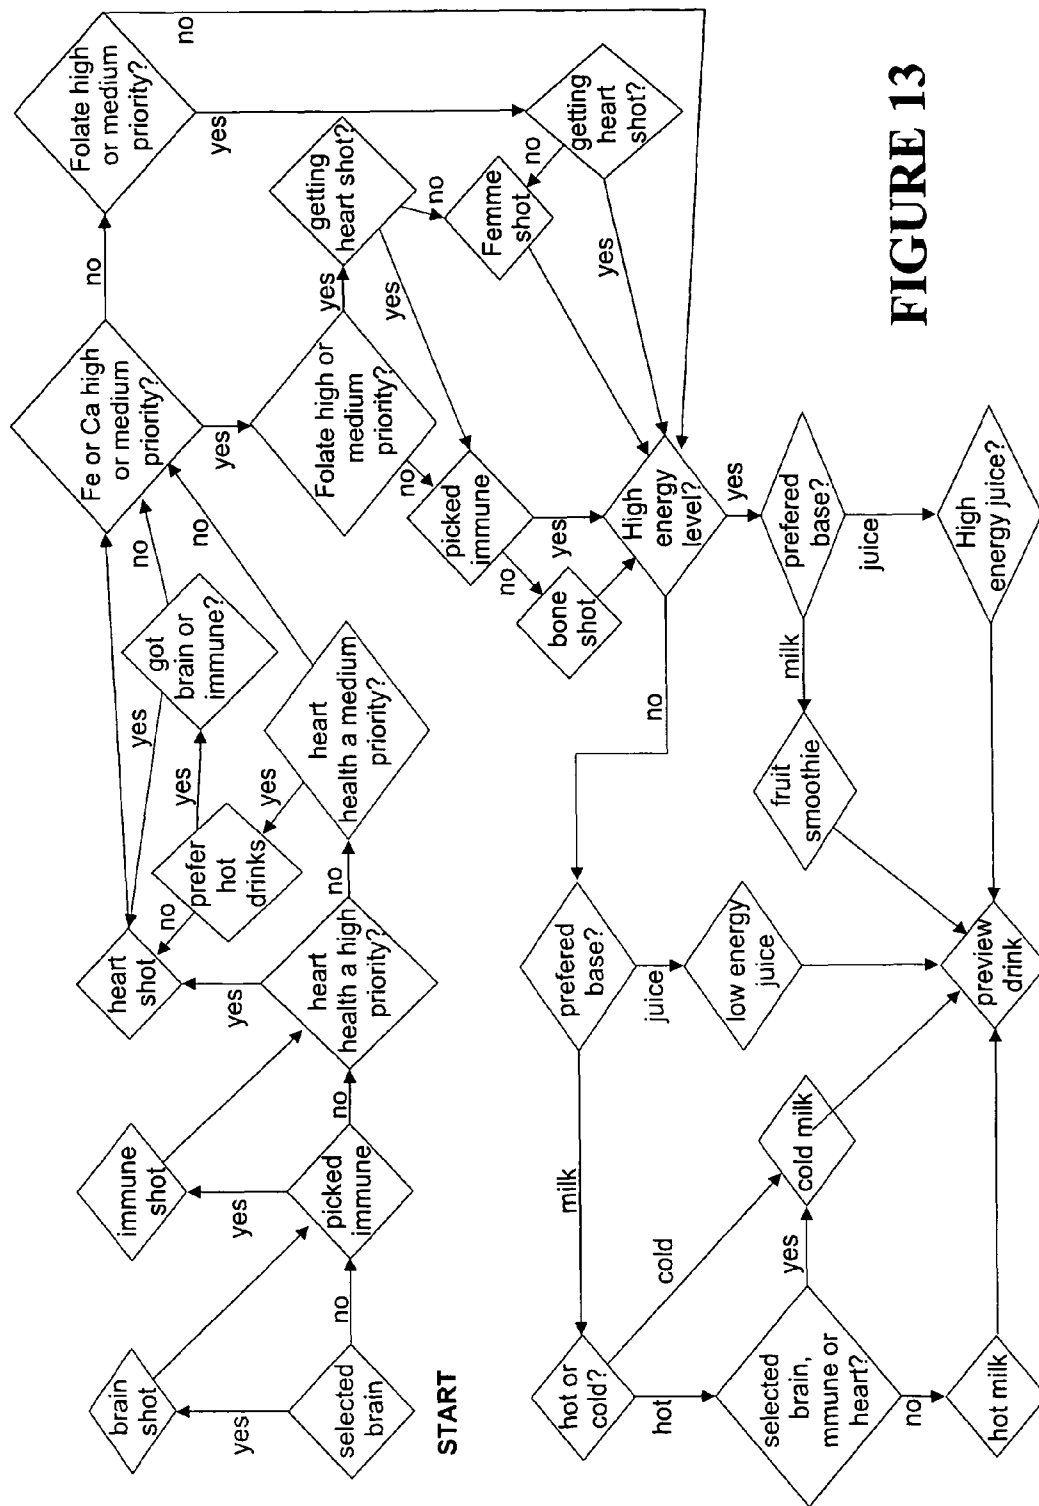 START
selected
brain
yes
brain
shot
no
picked
immune
yes
immune
shot
no
heart
health a high
priority?
yes
heart
shot
no
heart
health a medium
priority?
yes
prefer
hot
drinks
no
yes
got
brain or
immune?
yes
no
no
Fe or Ca high
or medium
priority?
no
Folate high
or medium
priority?
no
yes
yes
Folate high or
medium
priority?
yes
getting
heart shot?
yes
no
no
picked
immune
no
yes
bone
shot
Femme
shot
getting
heart
shot?
no
yes
High
energy
level?
no
yes
prefered
base?
milk
juice
fruit
smoothie
High
energy juice?
prefered
base?
milk
juice
low energy
juice
hot or
cold?
cold
hot
cold milk
selected
brain,
mmune or
heart?
yes
no
hot milk
preview
drink
FIGURE 13